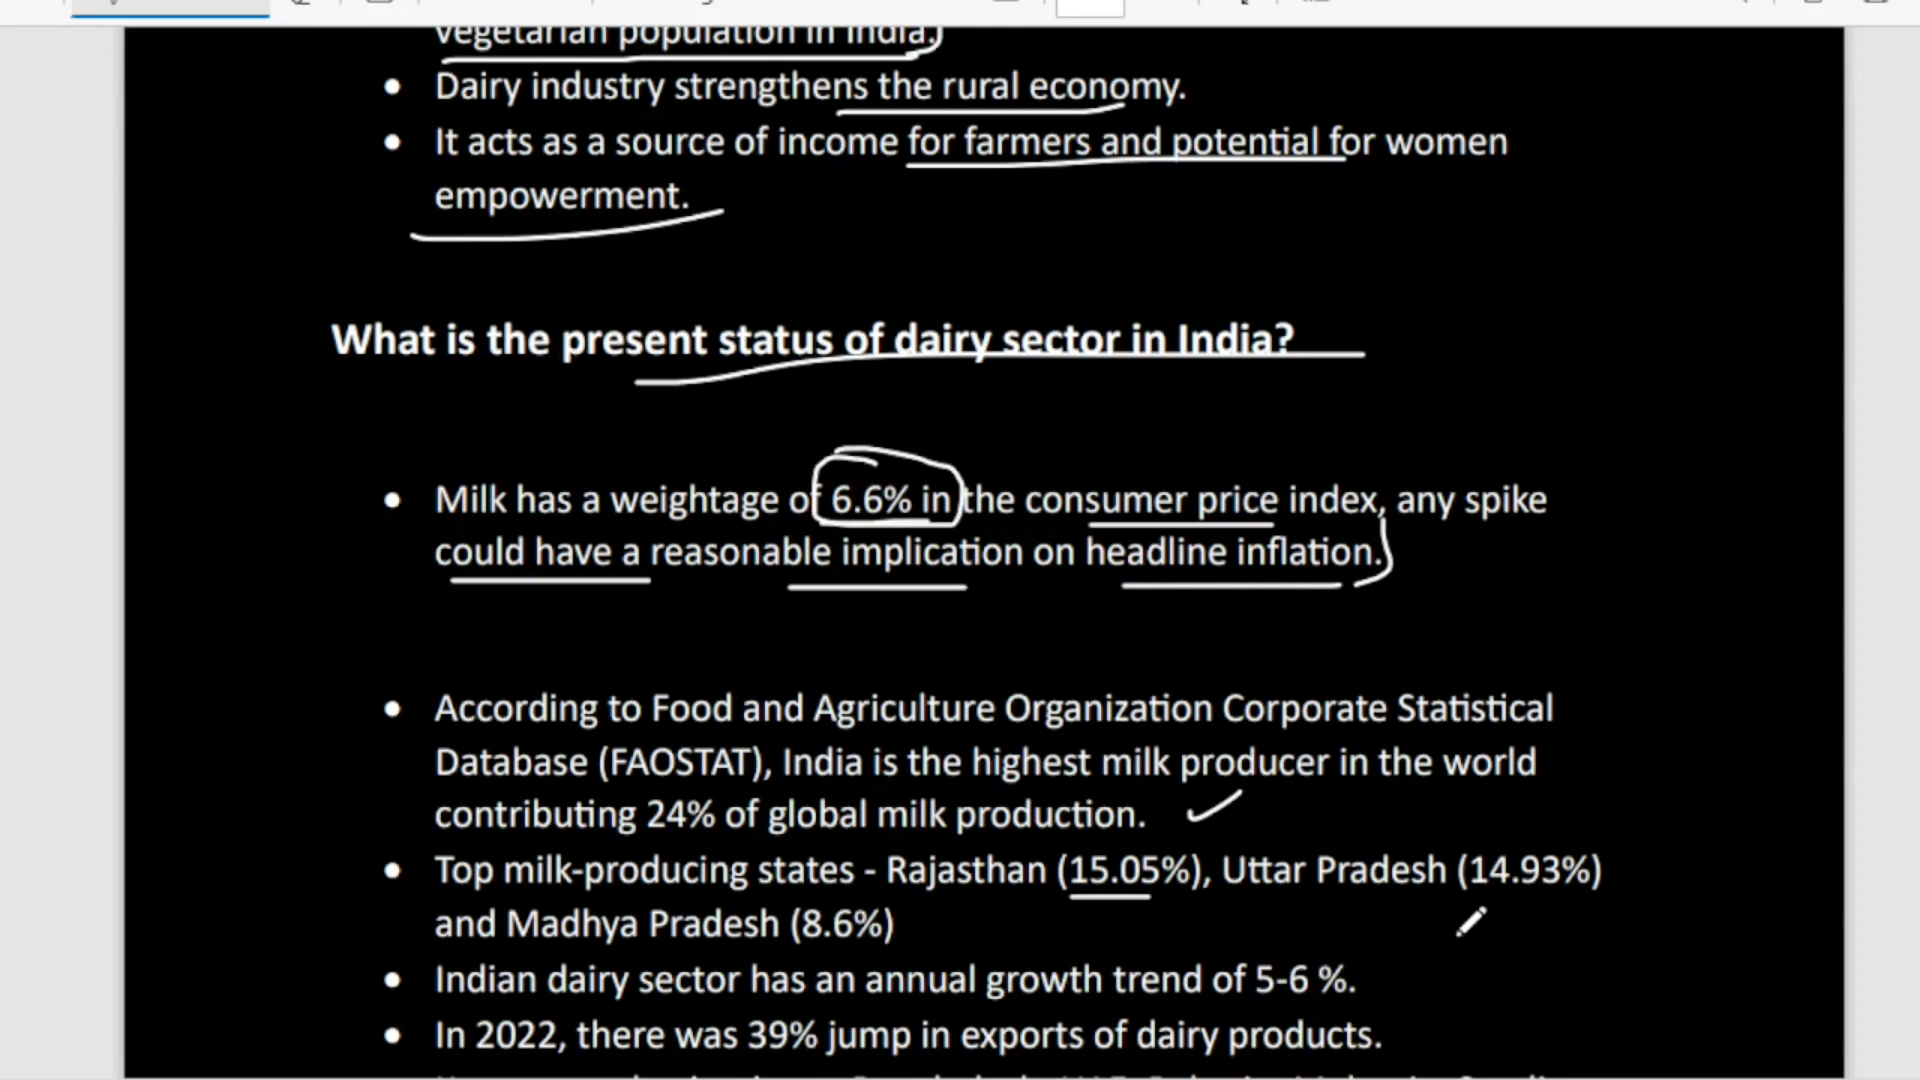 vegetarian population in India.
• Dairy industry strengthens the rural economy.
• It acts as a source of income for farmers and potential for women
empowerment.
What is the present status of dairy sector in India?
• Milk has a weightage of 6.6% in the consumer price index, any spike
could have a reasonable implication on headline inflation.
• According to Food and Agriculture Organization Corporate Statistical
Database (FAOSTAT), India is the highest milk producer in the world
contributing 24% of global milk production.
• Top milk-producing states - Rajasthan (15.05%), Uttar Pradesh (14.93%)
and Madhya Pradesh (8.6%)
• Indian dairy sector has an annual growth trend of 5-6 %.
• In 2022, there was 39% jump in exports of dairy products.